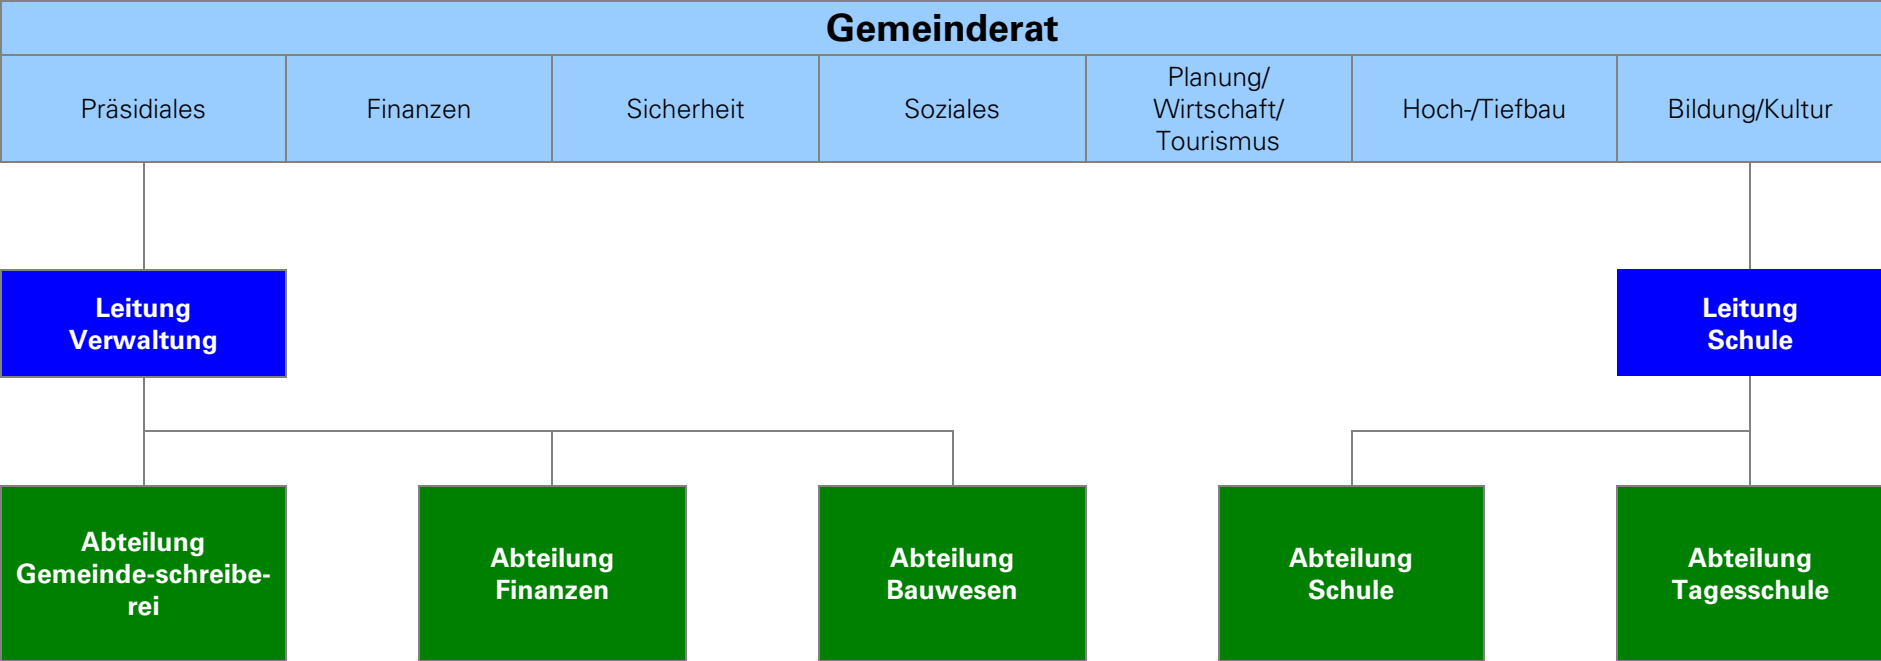 Gemeinderat
Präsidiales
Finanzen
Sicherheit
Soziales
Planung/
Wirtschaft/
Tourismus
Hoch-/Tiefbau
Bildung/Kultur
Leitung
Verwaltung
Leitung
Schule
Abteilung
Gemeinde-schreibe-
rei
Abteilung
Finanzen
Abteilung
Bauwesen
Abteilung
Schule
Abteilung
Tagesschule